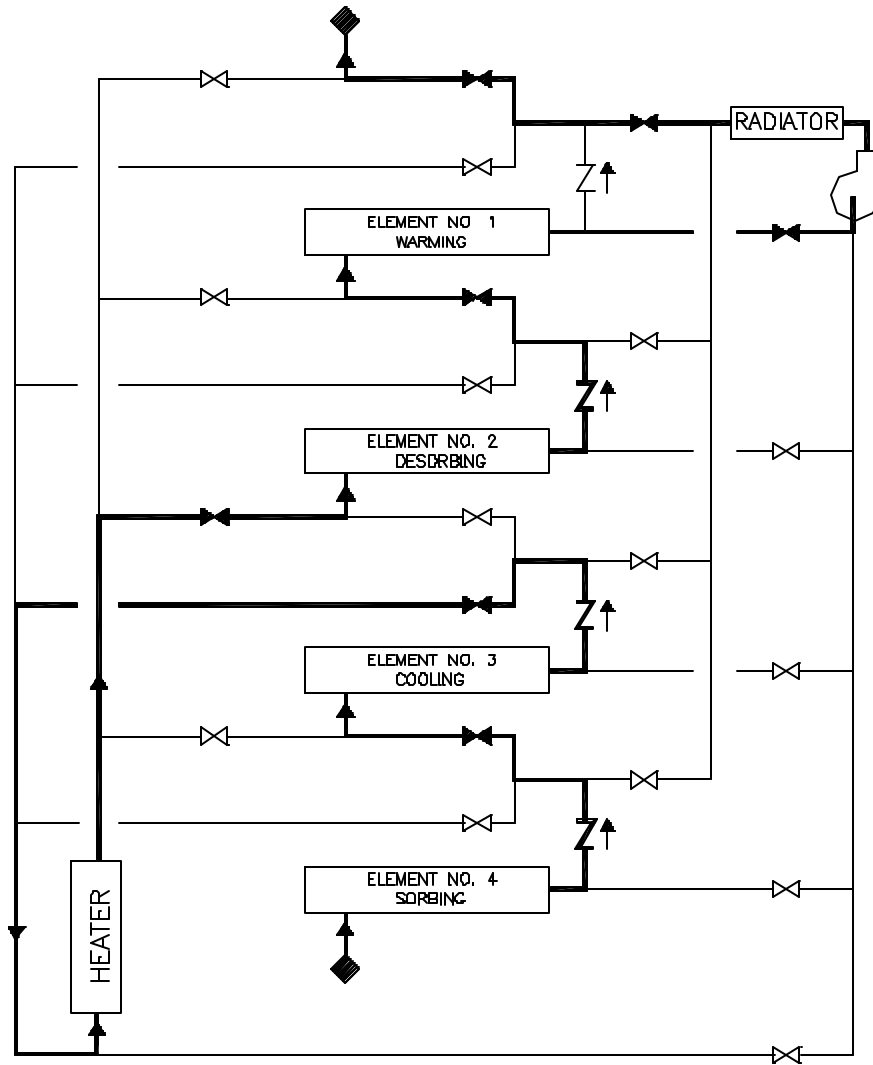 RADIATOR
ELEMENT NO 1
WARMING
ELEMENT NO. 2
DESORBING
ELEMENT NO. 3
COOLING
ELEMENT NO. 4
SORBING
HEATER